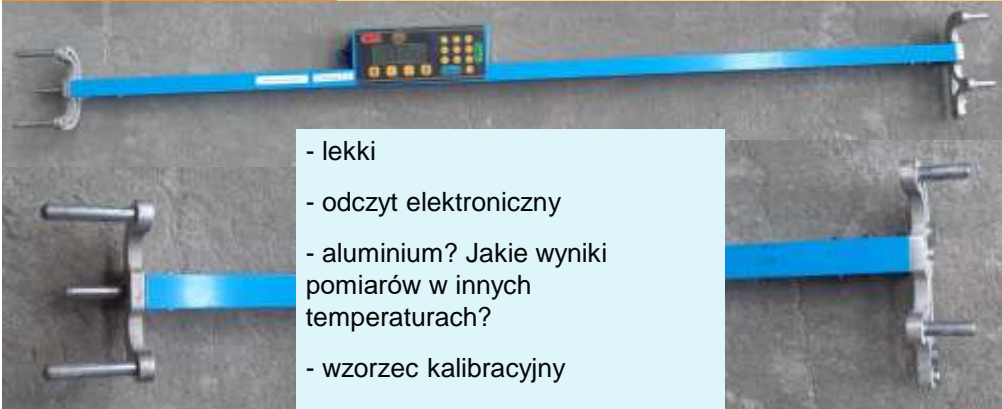 - lekki
- odczyt elektroniczny
- aluminium? Jakie wyniki
pomiarów w innych
temperaturach?
- wzorzec kalibracyjny